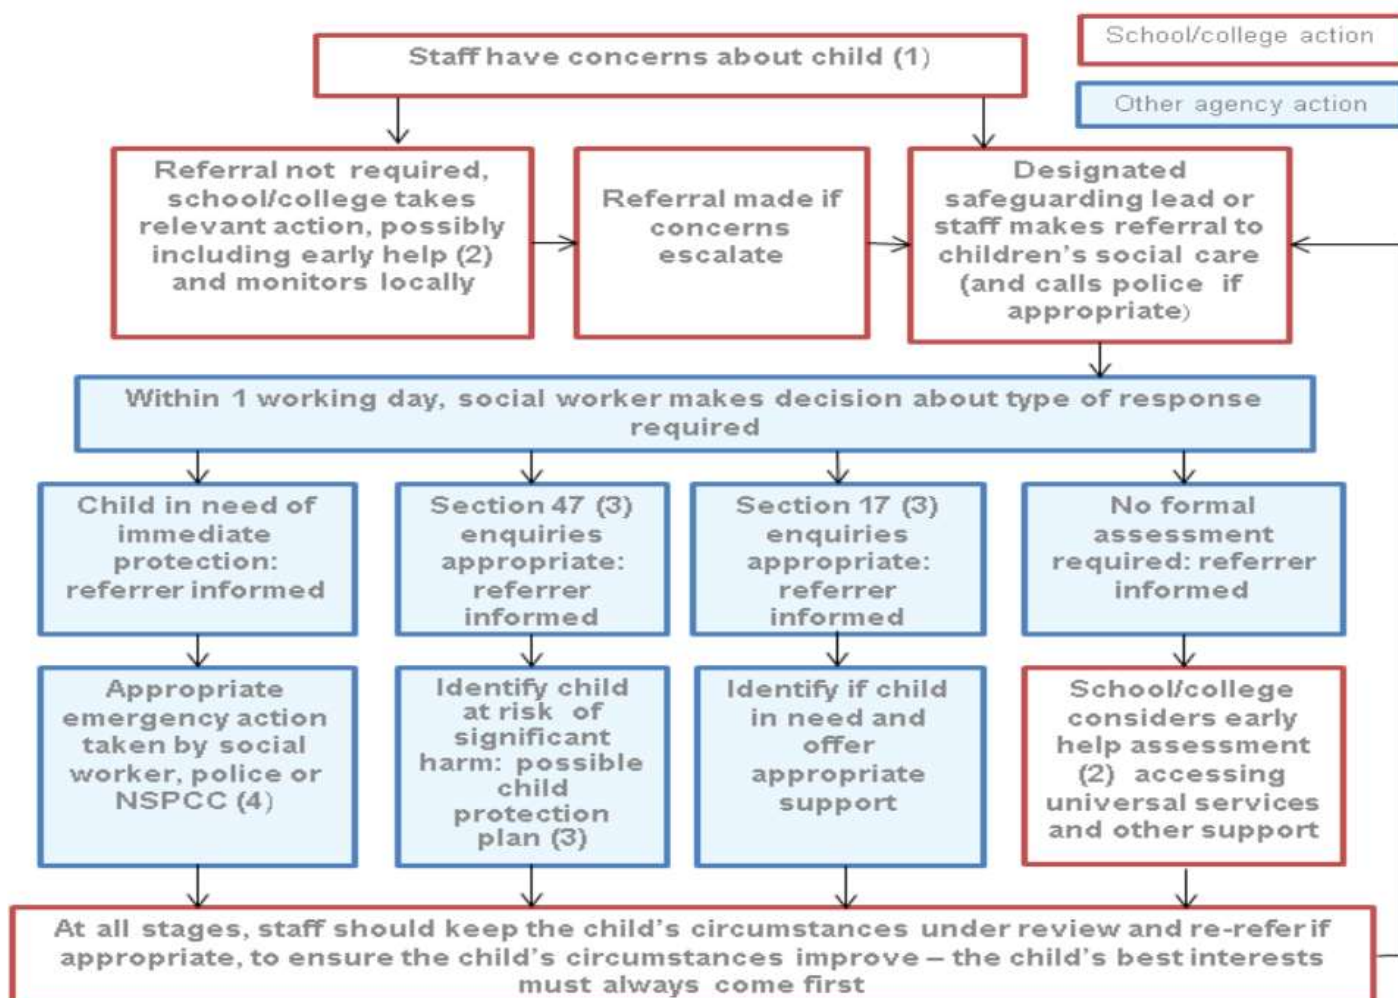 School/college action
Staff have concerns about child (1)
Other agency action
Referral not required,
school/college takes
relevant action, possibly
including early help (2)
and monitors locally
Referral made if
concerns
escalate
Designated
safeguarding lead or
staff makes referral to
children’s social care
(and calls police if
appropriate)
Within 1 working day, social worker makes decision about type of response
required
Child in need of
immediate
protection:
referrer informed
Section 47 (3)
enquiries
appropriate:
referrer
informed
Section 17 (3)
enquiries
appropriate:
referrer
informed
No formal
assessment
required: referrer
informed
Appropriate
emergency action
taken by social
worker, police or
NSPCC (4)
Identify child
at risk of
significant
harm: possible
child
protection
plan (3)
Identify if child
in need and
offer
appropriate
support
School/college
considers early
help assessment
(2) accessing
universal services
and other support
At all stages, staff should keep the child’s circumstances under review and re-refer if
appropriate, to ensure the child’s circumstances improve – the child’s best interests
must always come first